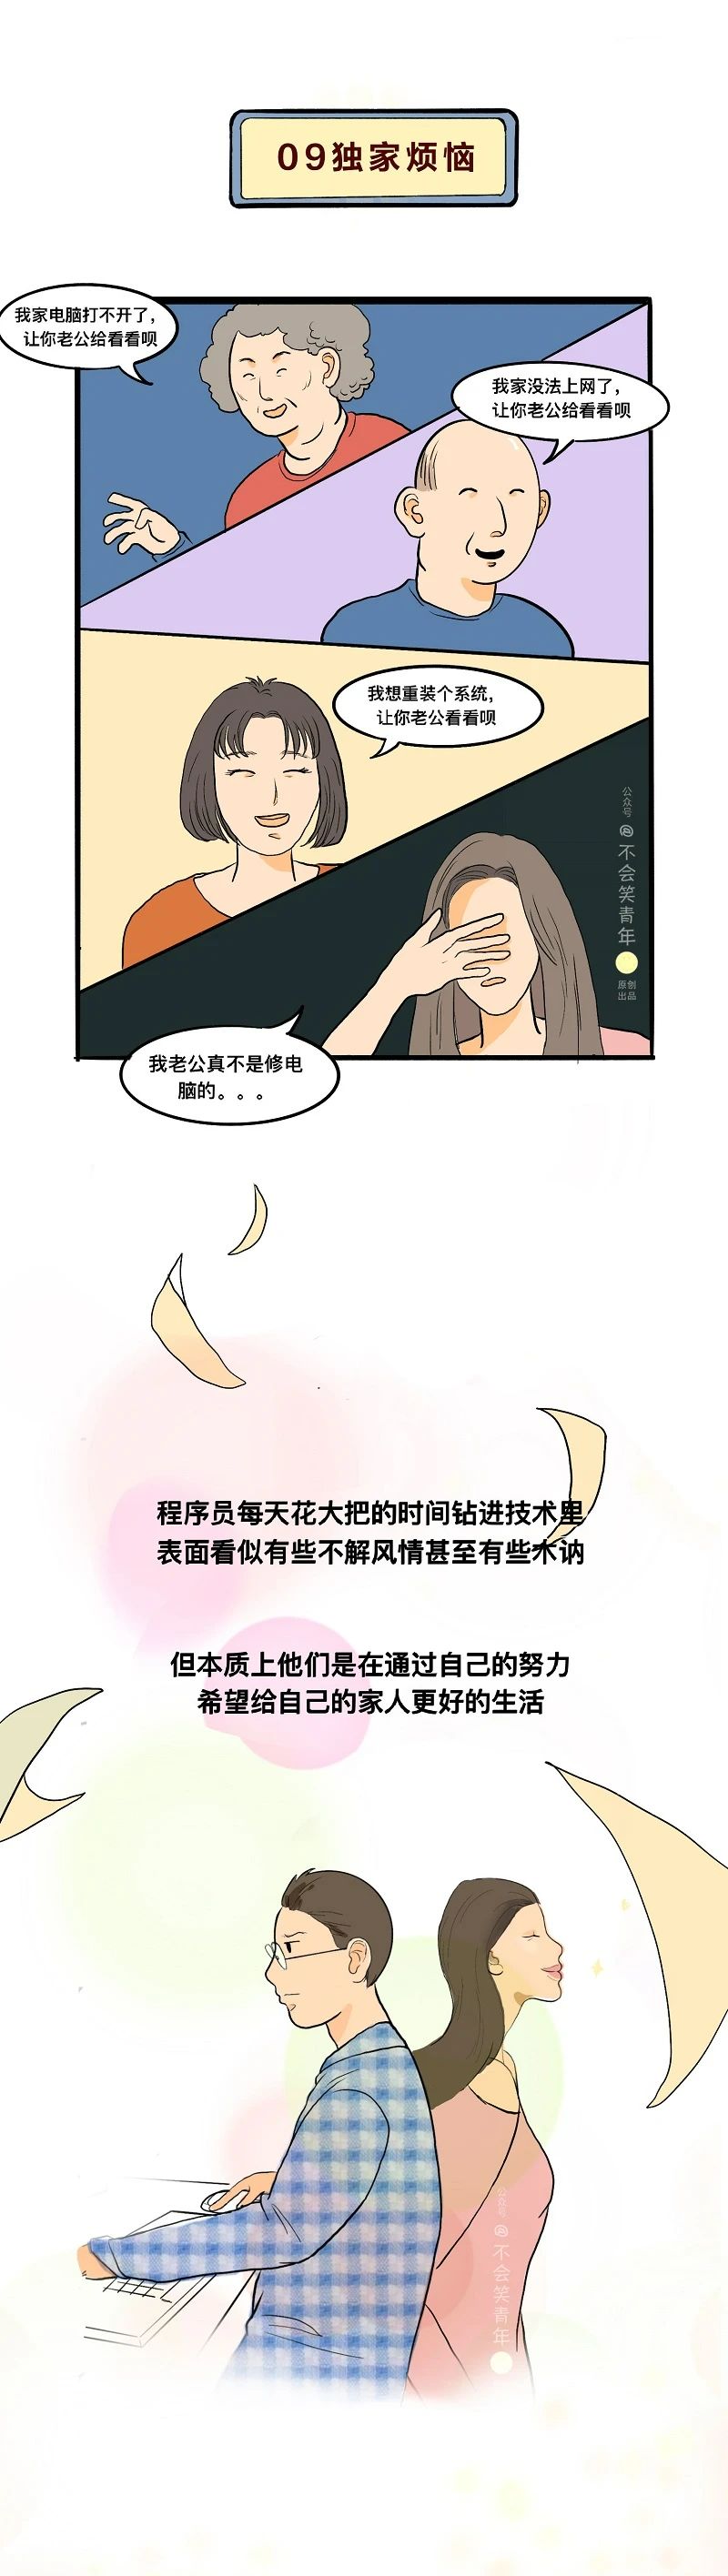 09独家烦恼
我家电脑打不开了，
让你老公给看看呗
我家没法上网了，
让你老公给看看呗
我想重装个系统，
让你老公看看呗
公众号
@不会笑青年
原创
出品
我老公真不是修电
脑的。。。
程序员每天花大把的时间钻进技术里
表面看似有些不解风情甚至有些木讷
但本质上他们是在通过自己的努力
希望给自己的家人更好的生活
公众号
@不会笑青年